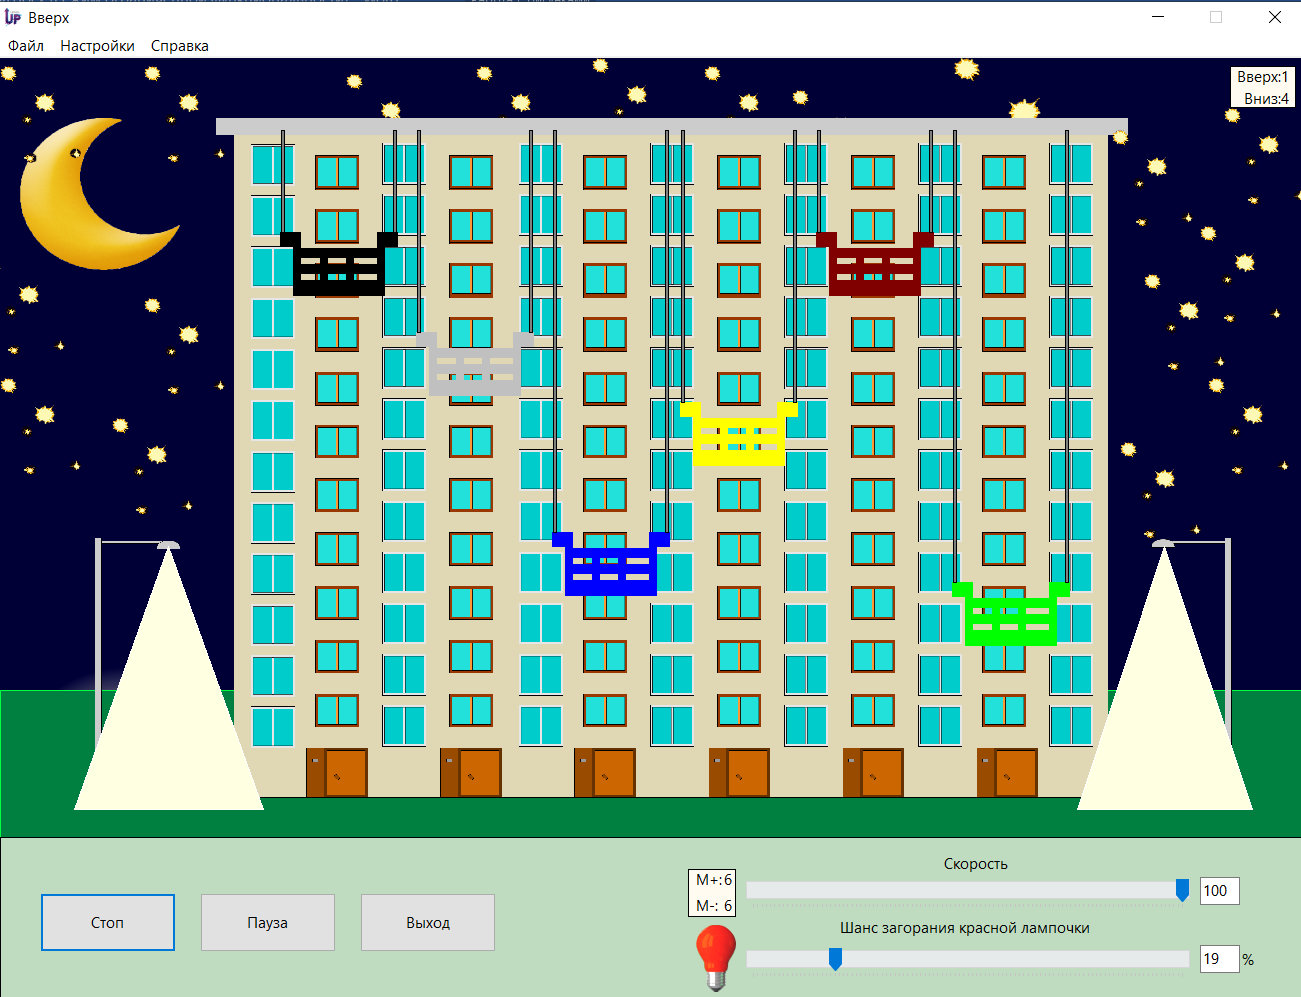 UP Вверх
Файл Настройки Справка
Вверх:1
Вниз:4
Скорость
М+:6
М-: 6
100
Стоп
Пауза
Выход
Шанс загорания красной лампочки
19 %